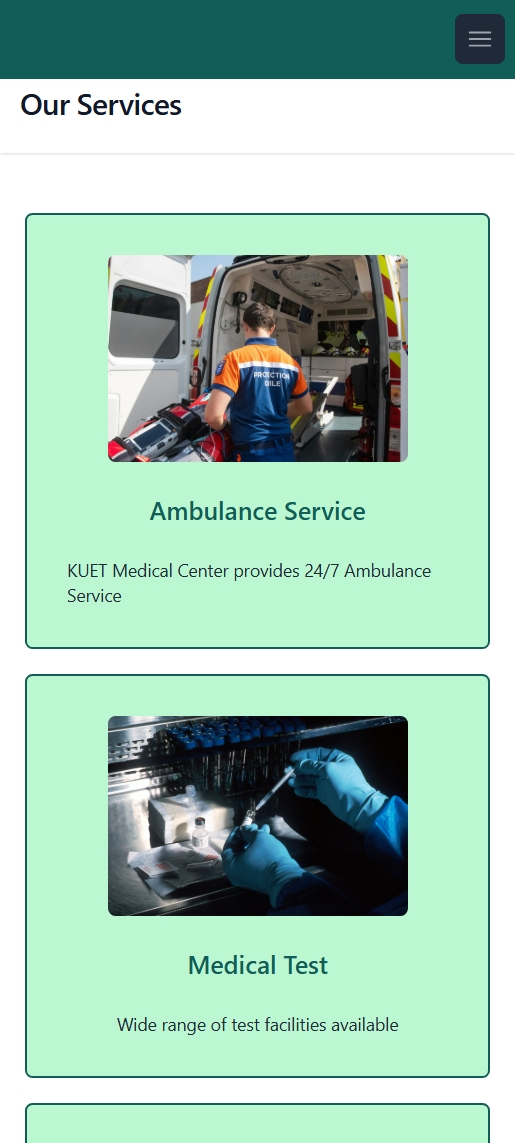 Our Services
PROTECTION
Ambulance Service
KUET Medical Center provides 24/7 Ambulance
Service
Medical Test
Wide range of test facilities available